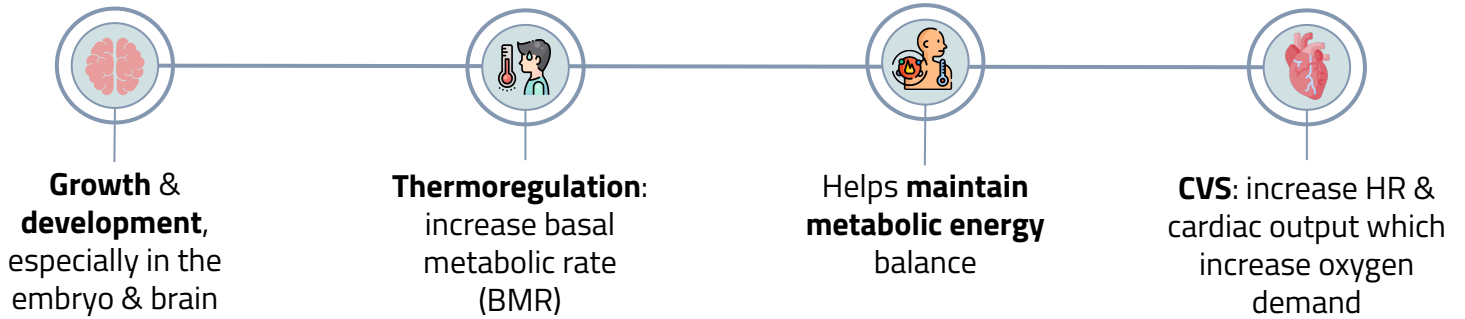 Growth &
development,
especially in the
embryo & brain
Thermoregulation:
increase basal
metabolic rate
(BMR)
Helps maintain
metabolic energy
balance
CVS: increase HR &
cardiac output which
increase oxygen
demand